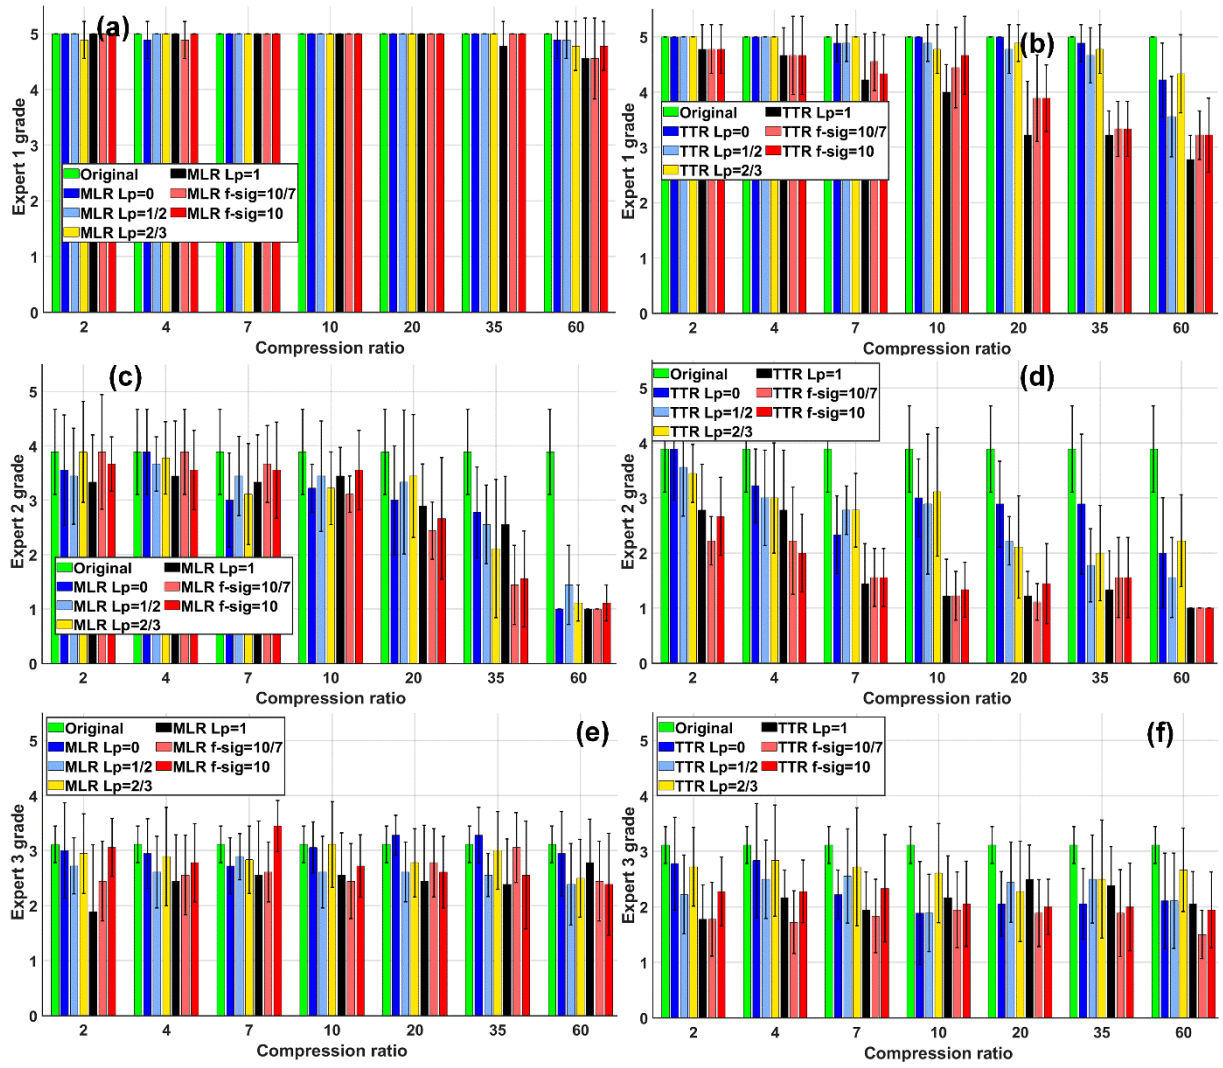 (a)
Expert 1 grade
5
4
3
2
1
0
Original MLR Lp=1
MLR Lp=0 MLR f-sig=10/7
MLR Lp=1/2 MLR f-sig=10
MLR Lp=2/3
2 4 7 10 20 35 60
Compression ratio
(b)
Expert 1 grade
5
4
3
2
1
0
Original TTR Lp=1
TTR Lp=0 TTR f-sig=10/7
TTR Lp=1/2 TTR f-sig=10
TTR Lp=2/3
2 4 7 10 20 35 60
Compression ratio
(c)
Expert 2 grade
5
4
3
2
1
0
Original MLR Lp=1
MLR Lp=0 MLR f-sig=10/7
MLR Lp=1/2 MLR f-sig=10
MLR Lp=2/3
2 4 7 10 20 35 60
Compression ratio
(d)
Expert 2 grade
5
4
3
2
1
0
Original TTR Lp=1
TTR Lp=0 TTR f-sig=10/7
TTR Lp=1/2 TTR f-sig=10
TTR Lp=2/3
2 4 7 10 20 35 60
Compression ratio
(e)
Expert 3 grade
5
4
3
2
1
0
Original MLR Lp=1
MLR Lp=0 MLR f-sig=10/7
MLR Lp=1/2 MLR f-sig=10
MLR Lp=2/3
2 4 7 10 20 35 60
Compression ratio
(f)
Expert 3 grade
5
4
3
2
1
0
Original TTR Lp=1
TTR Lp=0 TTR f-sig=10/7
TTR Lp=1/2 TTR f-sig=10
TTR Lp=2/3
2 4 7 10 20 35 60
Compression ratio